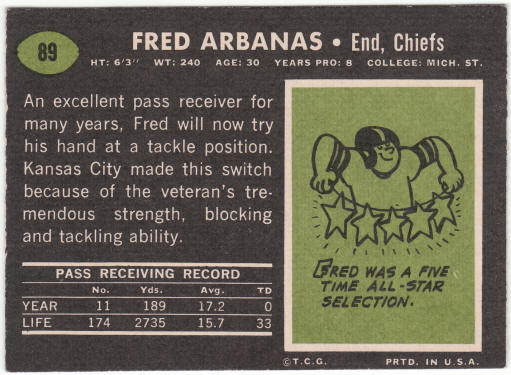 89
FRED ARBANAS • End, Chiefs
HT: 6'3" WT: 240 AGE: 30 YEARS PRO: 8 COLLEGE: MICH. ST.
An excellent pass receiver for
many years, Fred will now try
his hand at a tackle position.
Kansas City made this switch
because of the veteran's tre-
mendous strength, blocking
and tackling ability.
PASS RECEIVING RECORD
No. Yds. Avg. TD
YEAR 11 189 17.2 0
LIFE 174 2735 15.7 33
FRED WAS A FIVE
TIME ALL-STAR
SELECTION.
© T.C.G. PRTD. IN U.S.A.